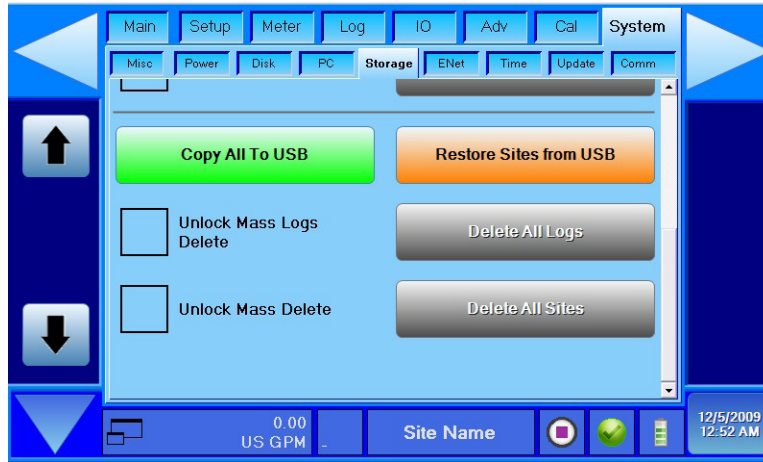 Main Setup Meter Log IO Adv Cal System
Misc Power Disk PC Storage ENet Time Update Comm
Copy All To USB Restore Sites from USB
Unlock Mass Logs
Delete
Delete All Logs
Unlock Mass Delete Delete All Sites
0.00
US GPM
Site Name
12/5/2009
12:52 AM